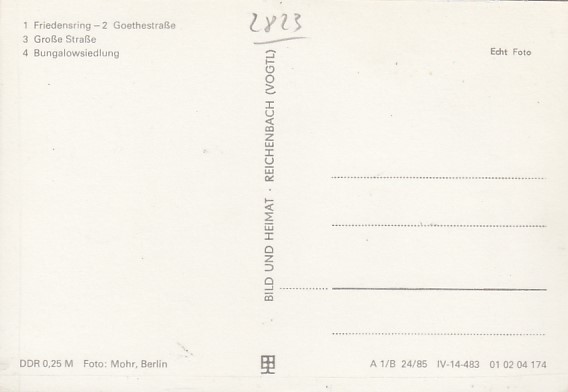 1 Friedensring – 2 Goethestraße
3 Große Straße
4 Bungalowsiedlung
2823
Echt Foto
BILD UND HEIMAT · REICHENBACH (VOGTL)
DDR 0,25 M Foto: Mohr, Berlin
A 1/B 24/85 IV-14-483 01 02 04 174